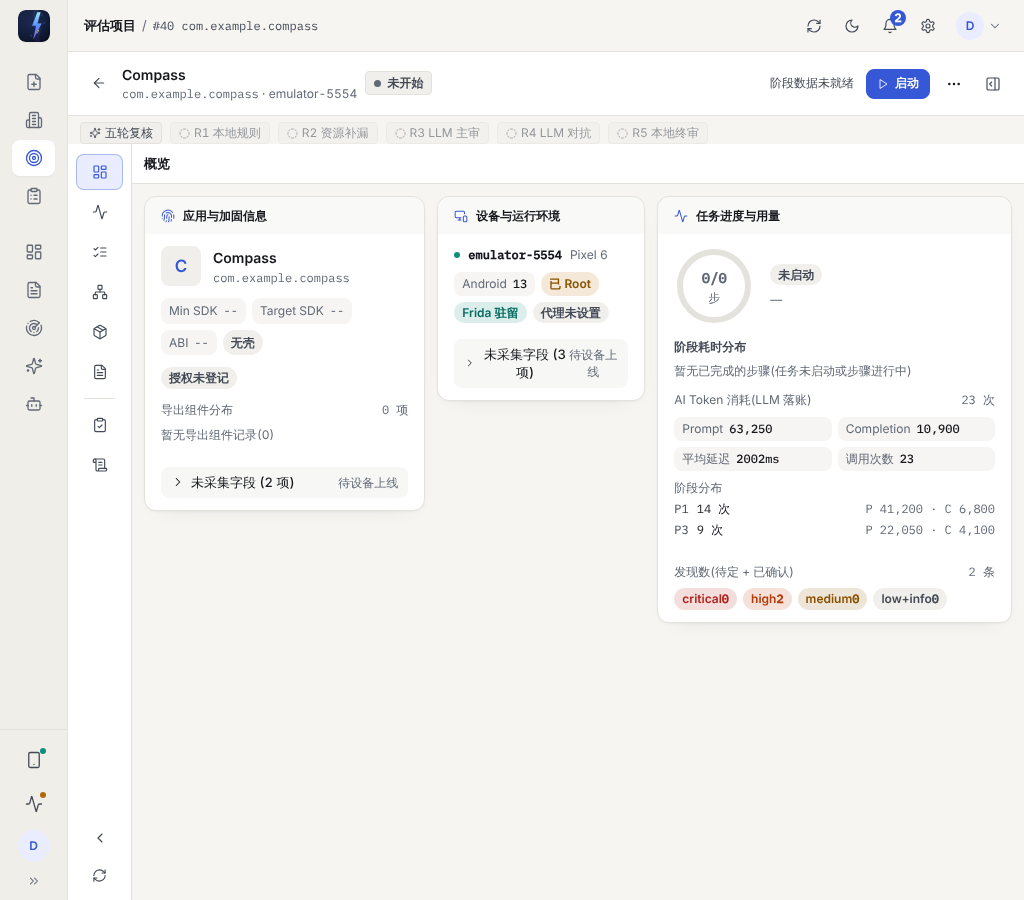 评估项目 / #40 com.example.compass
2
D
Compass
com.example.compass · emulator-5554
未开始
阶段数据未就绪
启动
五轮复核
R1 本地规则
R2 资源补漏
R3 LLM 主审
R4 LLM 对抗
R5 本地终审
概览
应用与加固信息
C
Compass
com.example.compass
Min SDK --
Target SDK --
ABI --
无壳
授权未登记
导出组件分布
0 项
暂无导出组件记录(0)
未采集字段 (2 项)
待设备上线
设备与运行环境
emulator-5554 Pixel 6
Android 13
已 Root
Frida 驻留
代理未设置
未采集字段 (3
项)
待设备上
线
任务进度与用量
0/0
步
未启动
—
阶段耗时分布
暂无已完成的步骤(任务未启动或步骤进行中)
AI Token 消耗(LLM 落账)
23 次
Prompt 63,250
Completion 10,900
平均延迟 2002ms
调用次数 23
阶段分布
P1 14 次
P 41,200 · C 6,800
P3 9 次
P 22,050 · C 4,100
发现数(待定 + 已确认)
2 条
critical0
high2
medium0
low+info0
D